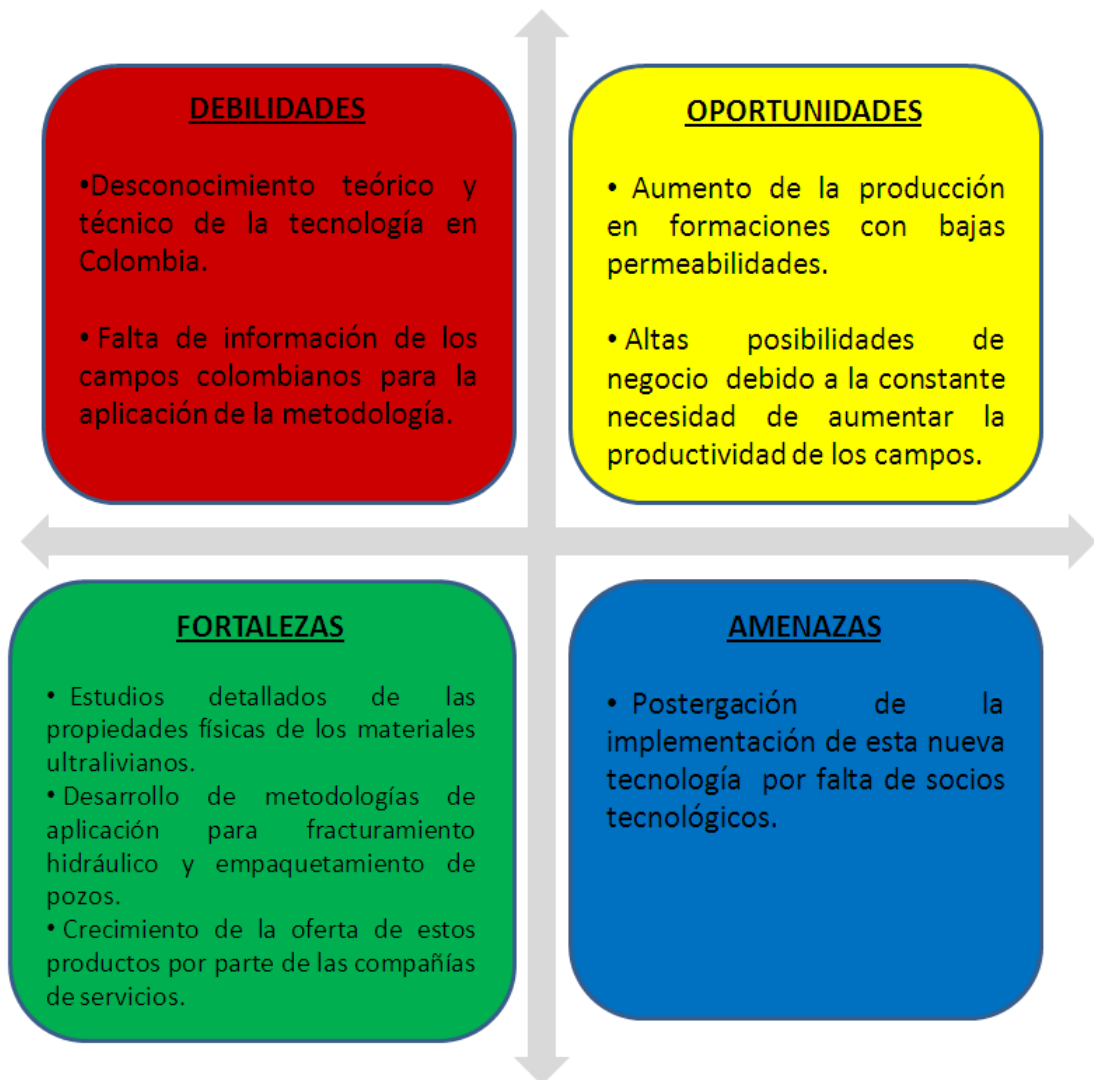 DEBILIDADES
•Desconocimiento teórico y
técnico de la tecnología en
Colombia.
• Falta de información de los
campos colombianos para la
aplicación de la metodología.
OPORTUNIDADES
• Aumento de la producción
en formaciones con bajas
permeabilidades.
• Altas posibilidades de
negocio debido a la constante
necesidad de aumentar la
productividad de los campos.
FORTALEZAS
• Estudios detallados de las
propiedades físicas de los materiales
ultralivianos.
• Desarrollo de metodologías de
aplicación para fracturamiento
hidráulico y empaquetamiento de
pozos.
• Crecimiento de la oferta de estos
productos por parte de las compañías
de servicios.
AMENAZAS
• Postergación de la
implementación de esta nueva
tecnología por falta de socios
tecnológicos.